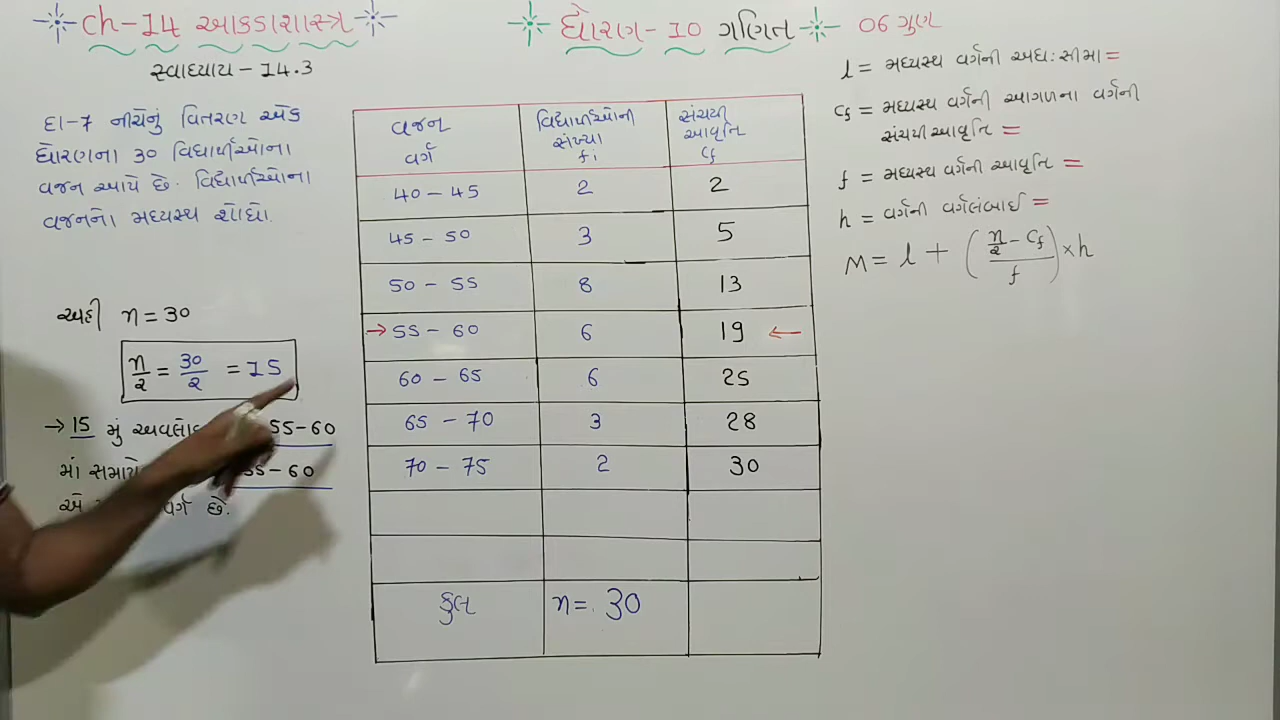 ch-14 આકડાશાસ્ત્ર
ધોરણ-10 ગણિત
06 ગુણ
સ્વાધ્યાય-14.3
દા-7 નીચેનું વિતરણ એક
ધોરણના 30 વિદ્યાર્થીઓના
વજન આપે છે. વિદ્યાર્થીઓના
વજનનો મધ્યસ્થ શોધો.
અહી n = 30
n/2 = 30/2 = 15
→ 15 મું 55-60
માં 55-60
એ વર્ગ છે.
વજન વર્ગ | વિદ્યાર્થીઓની સંખ્યા fi | સંચયી આવૃતિ cf
40 - 45 | 2 | 2
45 - 50 | 3 | 5
50 - 55 | 8 | 13
→ 55 - 60 | 6 | 19 ←
60 - 65 | 6 | 25
65 - 70 | 3 | 28
70 - 75 | 2 | 30
કુલ | n = 30
l = મધ્યસ્થ વર્ગની અધ:સીમા =
cf = મધ્યસ્થ વર્ગની આગળના વર્ગની
સંચયી આવૃતિ =
f = મધ્યસ્થ વર્ગની આવૃતિ =
h = વર્ગની વર્ગલંબાઈ =
M = l + ((n/2 - cf)/f) × h